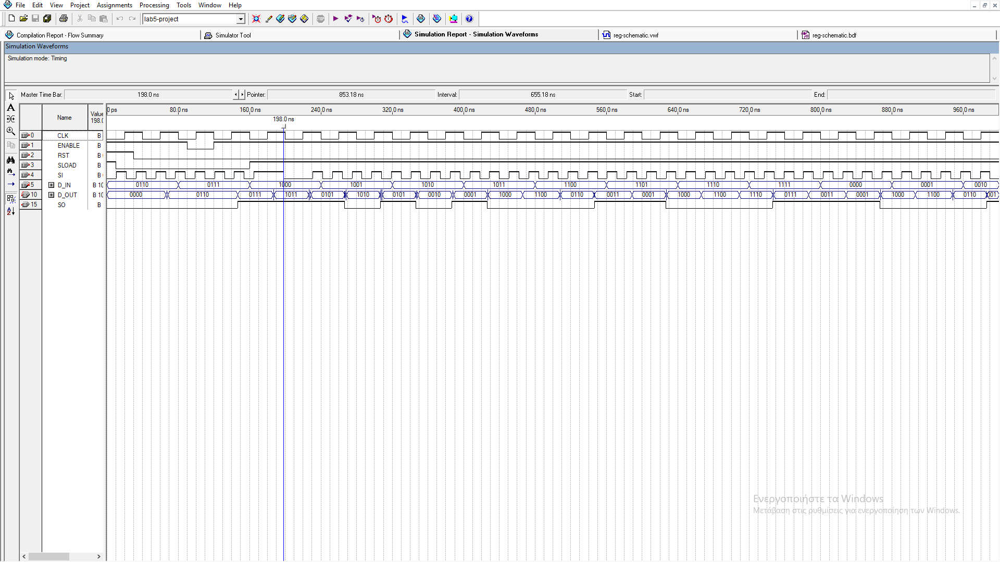 File Edit View Project Assignments Processing Tools Window Help
lab5-project
Compilation Report - Flow Summary Simulator Tool Simulation Report - Simulation Waveforms reg-schematic.vwf reg-schematic.bdf
Simulation Waveforms
Simulation mode: Timing
Master Time Bar: 198.0 ns Pointer: 853.18 ns Interval: 655.18 ns Start: End:
Name Value 198.0
0 ps 80.0 ns 160.0 ns 240.0 ns 320.0 ns 400.0 ns 480.0 ns 560.0 ns 640.0 ns 720.0 ns 800.0 ns 880.0 ns 960.0 ns
198.0 ns
0 CLK B
1 ENABLE B
2 RST B
3 SLOAD B
4 SI B
5 D_IN B 10 0110 0111 1000 1001 1010 1011 1100 1101 1110 1111 0000 0001 0010
10 D_OUT B 10 0000 0110 0111 1011 0101 1010 0101 0010 0001 1000 1100 0110 0011 0001 1000 1100 1110 0111 0011 0001 1000 1100 0110
15 SO B
Ενεργοποιήστε τα Windows
Μετάβαση στις ρυθμίσεις για ενεργοποίηση των Windows.